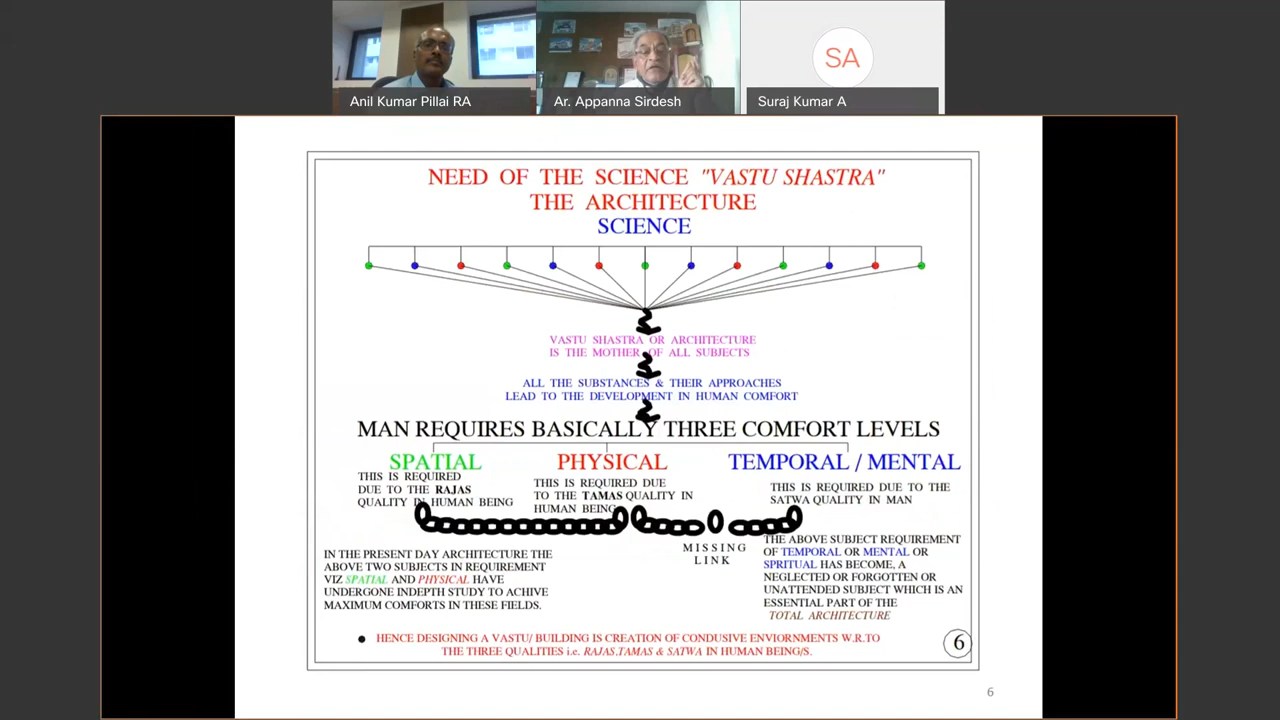 Anil Kumar Pillai RA
Ar. Appanna Sirdesh
SA
Suraj Kumar A
NEED OF THE SCIENCE "VASTU SHASTRA"
THE ARCHITECTURE
SCIENCE
VASTU SHASTRA OR ARCHITECTURE
IS THE MOTHER OF ALL SUBJECTS
ALL THE SUBSTANCES & THEIR APPROACHES
LEAD TO THE DEVELOPMENT IN HUMAN COMFORT
MAN REQUIRES BASICALLY THREE COMFORT LEVELS
SPATIAL
THIS IS REQUIRED
DUE TO THE RAJAS
QUALITY IN HUMAN BEING
PHYSICAL
THIS IS REQUIRED DUE
TO THE TAMAS QUALITY IN
HUMAN BEING
TEMPORAL / MENTAL
THIS IS REQUIRED DUE TO THE
SATWA QUALITY IN MAN
MISSING
LINK
IN THE PRESENT DAY ARCHITECTURE THE
ABOVE TWO SUBJECTS IN REQUIREMENT
VIZ SPATIAL AND PHYSICAL HAVE
UNDERGONE INDEPTH STUDY TO ACHIVE
MAXIMUM COMFORTS IN THESE FIELDS.
THE ABOVE SUBJECT REQUIREMENT
OF TEMPORAL OR MENTAL OR
SPRITUAL HAS BECOME, A
NEGLECTED OR FORGOTTEN OR
UNATTENDED SUBJECT WHICH IS AN
ESSENTIAL PART OF THE
TOTAL ARCHITECTURE
● HENCE DESIGNING A VASTU/ BUILDING IS CREATION OF CONDUSIVE ENVIORNMENTS W.R.TO
THE THREE QUALITIES i.e. RAJAS,TAMAS & SATWA IN HUMAN BEING/S.
6
6